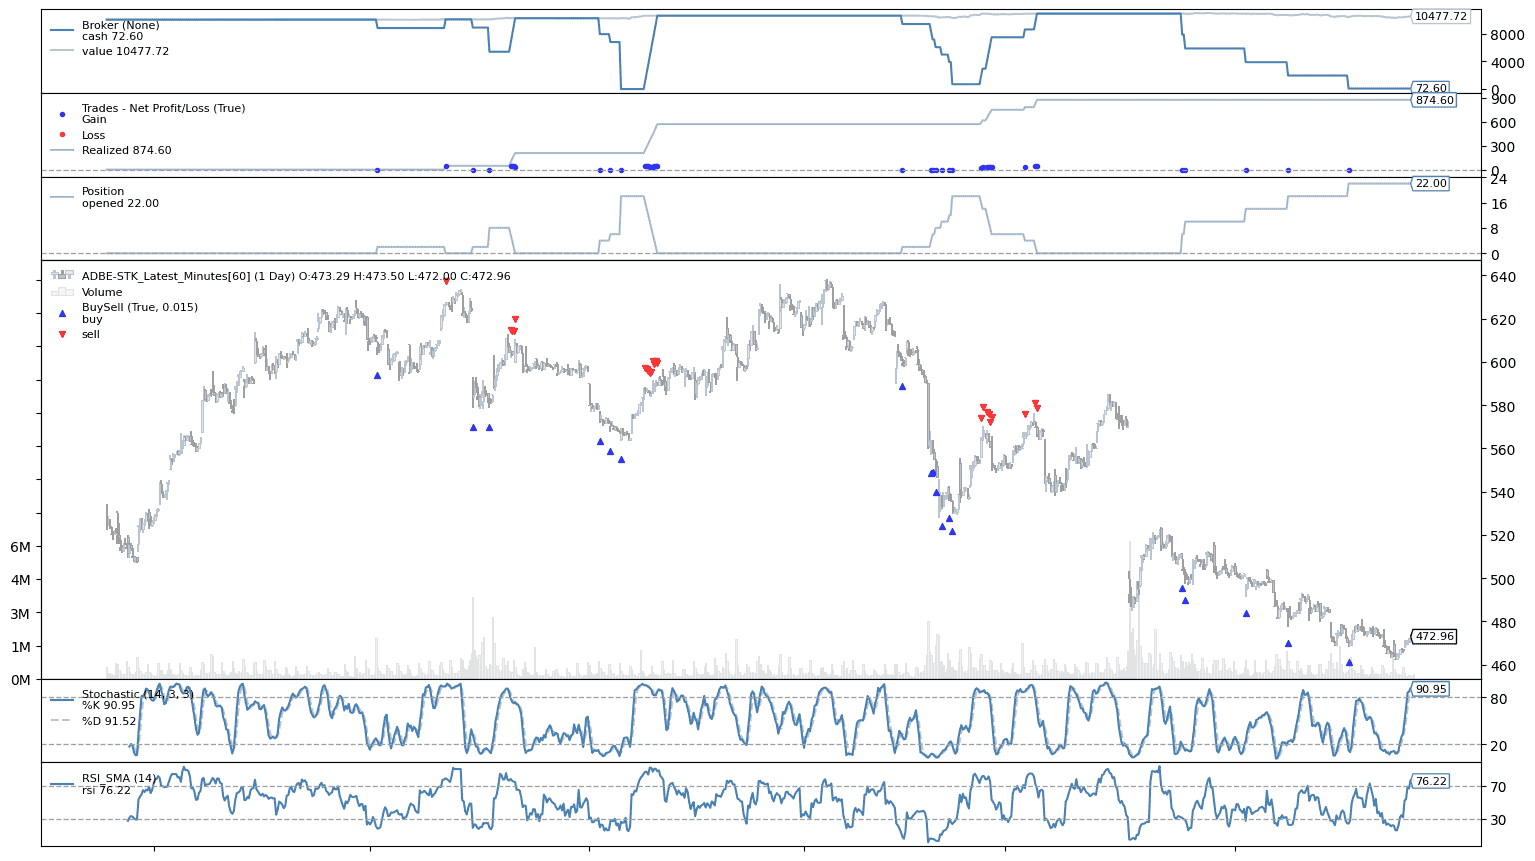 Broker (None)
cash 72.60
value 10477.72
10477.72
8000
4000
0
72.60
Trades - Net Profit/Loss (True)
Gain
Loss
Realized 874.60
900
874.60
600
300
0
Position
opened 22.00
24
22.00
16
8
0
ADBE-STK_Latest_Minutes[60] (1 Day) O:473.29 H:473.50 L:472.00 C:472.96
Volume
BuySell (True, 0.015)
buy
sell
640
620
600
580
560
540
520
500
480
472.96
460
6M
4M
3M
1M
0M
Stochastic (14, 3, 3)
%K 90.95
%D 91.52
90.95
80
20
RSI_SMA (14)
rsi 76.22
76.22
70
30